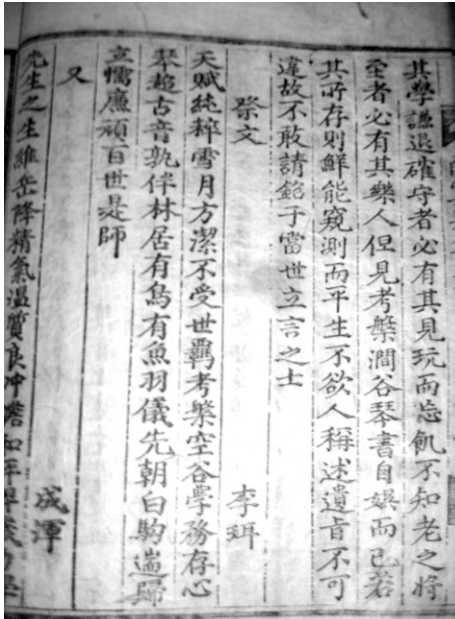 其學謙退確守者必有其見玩而忘飢不知老之將
至者必有其樂人但見考槃澗谷琴書自娛而已若
其所存則鮮能窺測而平生不欲人稱述遺旨不可
違故不敢請銘于當世立言之士
祭文 李珥
天賦純粹雪月方潔不受世羈考槃空谷學務存心
琴趍古音孰伴林居有鳥有魚羽儀先朝白駒遄歸
立懦廉頑百世是師
又 成渾
先生之生維岳降精氣溫質良冲澹和平